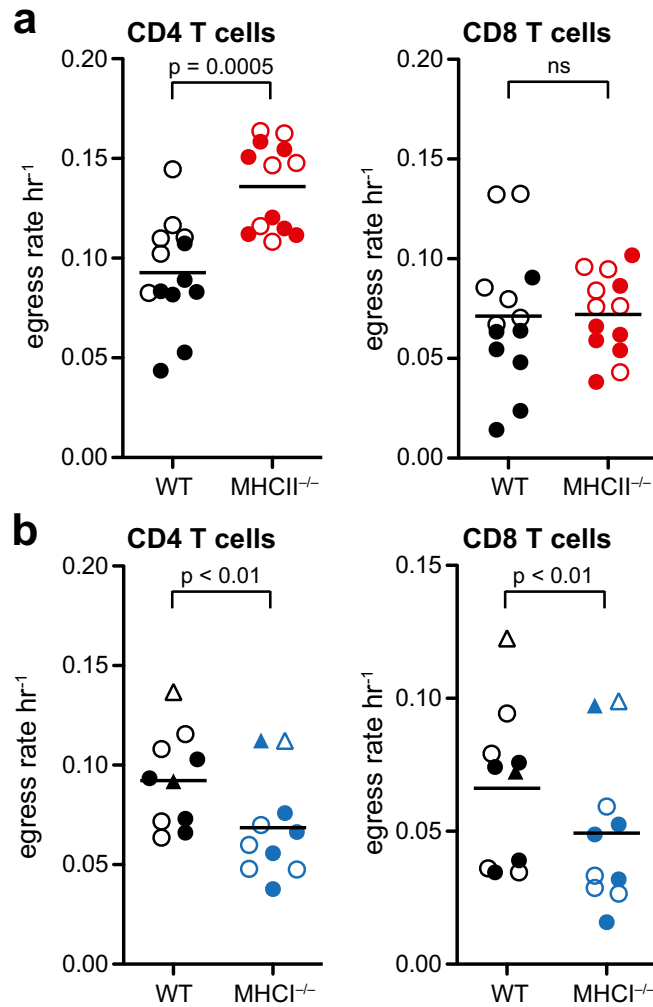 a
CD4 T cells
CD8 T cells
p = 0.0005
ns
0.20
0.15
0.10
0.05
0.00
egress rate hr⁻¹
WT
MHCII⁻/⁻
0.20
0.15
0.10
0.05
0.00
egress rate hr⁻¹
WT
MHCII⁻/⁻
b
CD4 T cells
CD8 T cells
p < 0.01
p < 0.01
0.20
0.15
0.10
0.05
0.00
egress rate hr⁻¹
WT
MHCI⁻/⁻
0.15
0.10
0.05
0.00
egress rate hr⁻¹
WT
MHCI⁻/⁻